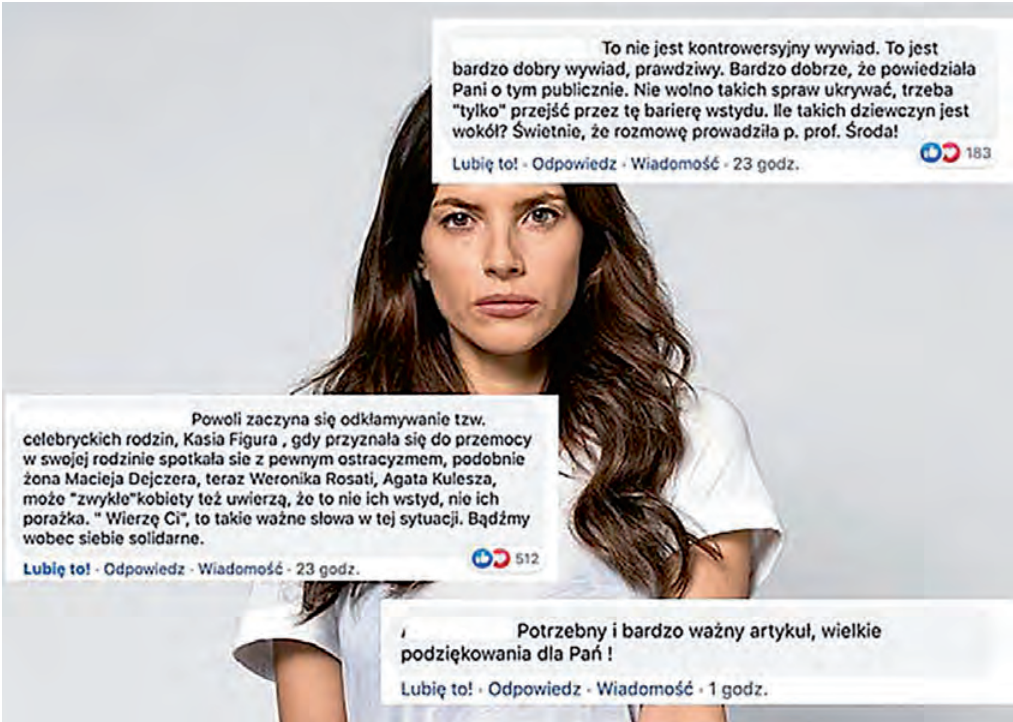 To nie jest kontrowersyjny wywiad. To jest
bardzo dobry wywiad, prawdziwy. Bardzo dobrze, że powiedziała
Pani o tym publicznie. Nie wolno takich spraw ukrywać, trzeba
"tylko" przejść przez tę barierę wstydu. Ile takich dziewczyn jest
wokół? Świetnie, że rozmowę prowadziła p. prof. Środa!
183
Lubię to! · Odpowiedz · Wiadomość · 23 godz.
Powoli zaczyna się odkłamywanie tzw.
celebryckich rodzin, Kasia Figura , gdy przyznała się do przemocy
w swojej rodzinie spotkała sie z pewnym ostracyzmem, podobnie
żona Macieja Dejczera, teraz Weronika Rosati, Agata Kulesza,
może "zwykłe"kobiety też uwierzą, że to nie ich wstyd, nie ich
porażka. " Wierzę Ci", to takie ważne słowa w tej sytuacji. Bądźmy
wobec siebie solidarne.
512
Lubię to! · Odpowiedz · Wiadomość · 23 godz.
Potrzebny i bardzo ważny artykuł, wielkie
podziękowania dla Pań !
Lubię to! · Odpowiedz · Wiadomość · 1 godz.